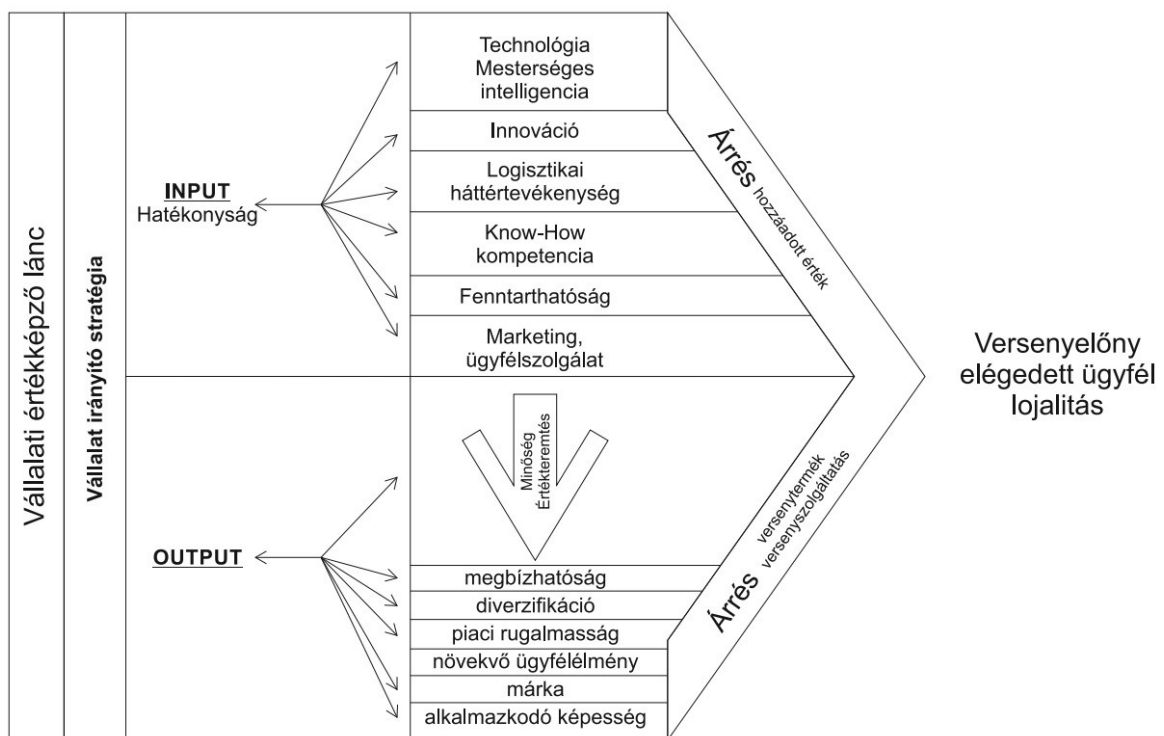 Vállalati értékképző lánc
Vállalat irányító stratégia
INPUT
Hatékonyság
Technológia
Mesterséges
intelligencia
Innováció
Logisztikai
háttértevékenység
Know-How
kompetencia
Fenntarthatóság
Marketing,
ügyfélszolgálat
Árrés hozzáadott érték
Versenyelőny
elégedett ügyfél
lojalitás
Minőség
Értékteremtés
OUTPUT
megbízhatóság
diverzifikáció
piaci rugalmasság
növekvő ügyfélélmény
márka
alkalmazkodó képesség
Árrés versenytermék
versenyszolgáltatás